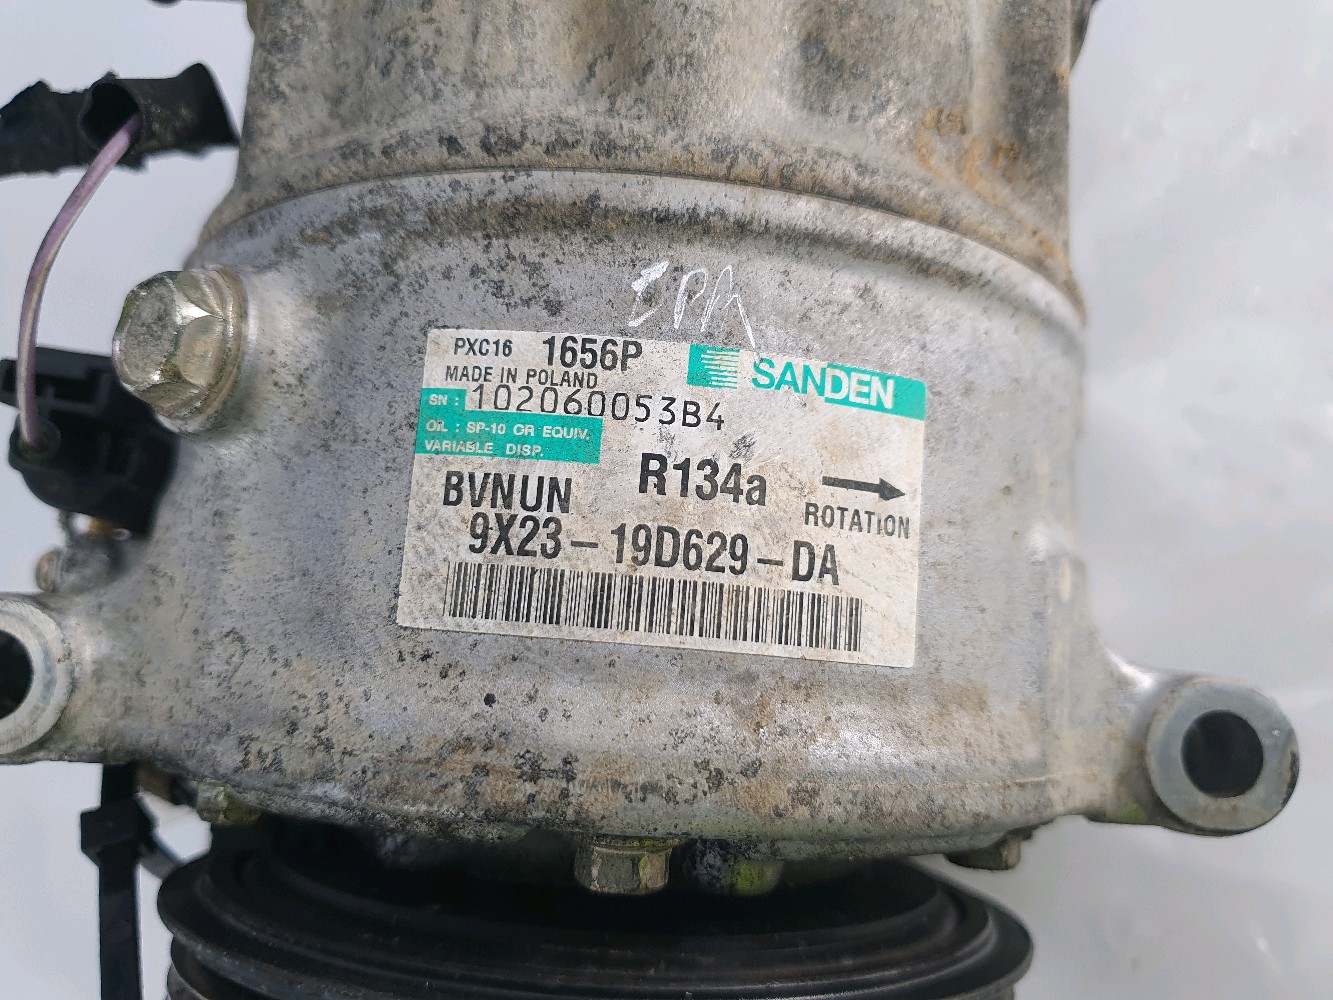 PXC16 1656P SANDEN
MADE IN POLAND
SN : 102060053B4
OIL : SP-10 OR EQUIV.
VARIABLE DISP.
BVNUN R134a
ROTATION
9X23-19D629-DA